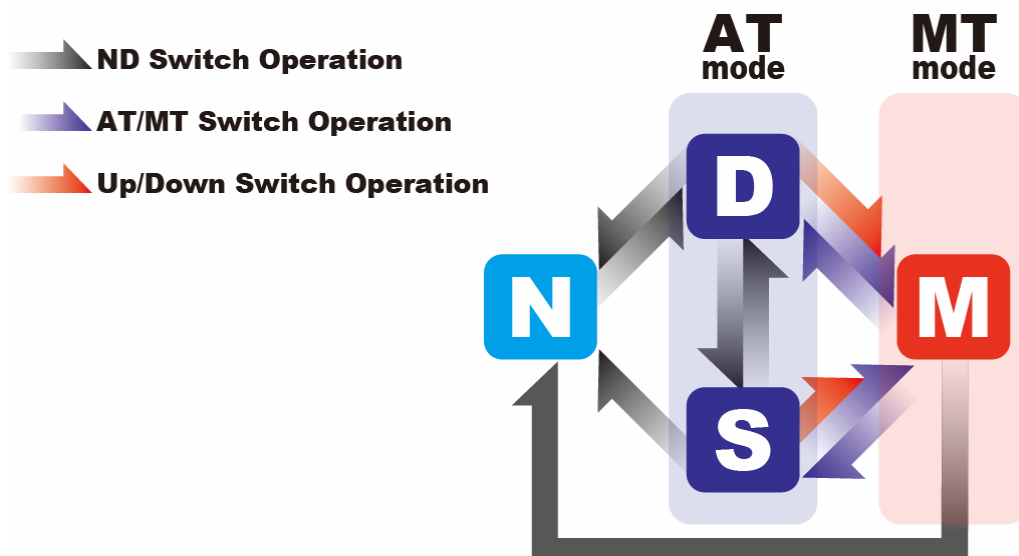 AT
mode
MT
mode
ND Switch Operation
AT/MT Switch Operation
Up/Down Switch Operation
D
N
M
S